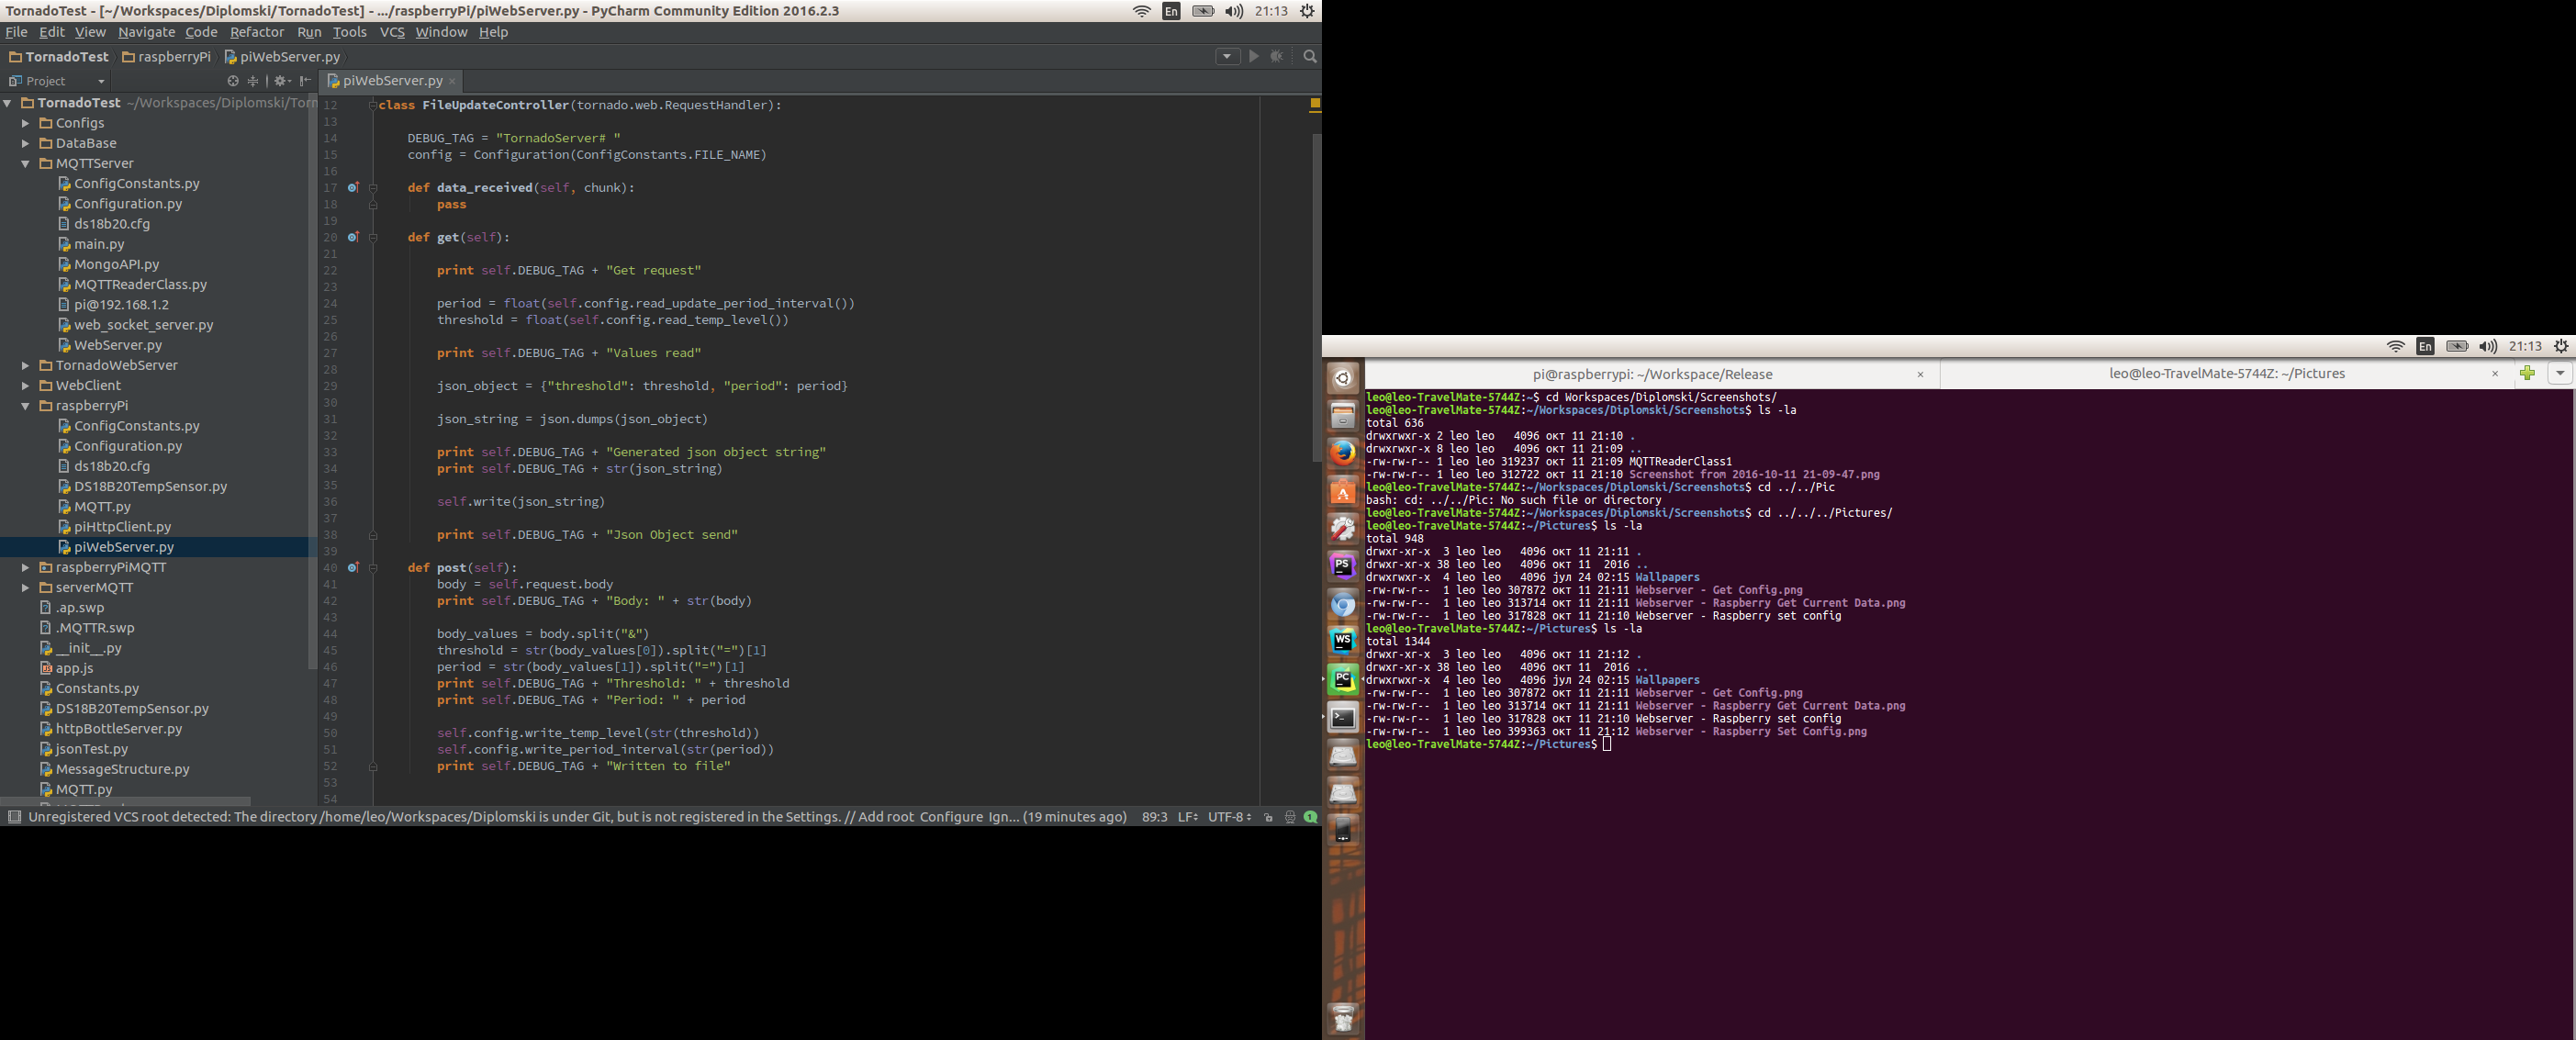 TornadoTest - [~/Workspaces/Diplomski/TornadoTest] - .../raspberryPi/piWebServer.py - PyCharm Community Edition 2016.2.3
En
21:13
File Edit View Navigate Code Refactor Run Tools VCS Window Help
TornadoTest raspberryPi piWebServer.py
Project
piWebServer.py
TornadoTest ~/Workspaces/Diplomski/Torn
Configs
DataBase
MQTTServer
ConfigConstants.py
Configuration.py
ds18b20.cfg
main.py
MongoAPI.py
MQTTReaderClass.py
pi@192.168.1.2
web_socket_server.py
WebServer.py
TornadoWebServer
WebClient
raspberryPi
ConfigConstants.py
Configuration.py
ds18b20.cfg
DS18B20TempSensor.py
MQTT.py
piHttpClient.py
piWebServer.py
raspberryPiMQTT
serverMQTT
.ap.swp
.MQTTR.swp
__init__.py
app.js
Constants.py
DS18B20TempSensor.py
httpBottleServer.py
jsonTest.py
MessageStructure.py
MQTT.py
12 class FileUpdateController(tornado.web.RequestHandler):
13
14 DEBUG_TAG = "TornadoServer# "
15 config = Configuration(ConfigConstants.FILE_NAME)
16
17 def data_received(self, chunk):
18 pass
19
20 def get(self):
21
22 print self.DEBUG_TAG + "Get request"
23
24 period = float(self.config.read_update_period_interval())
25 threshold = float(self.config.read_temp_level())
26
27 print self.DEBUG_TAG + "Values read"
28
29 json_object = {"threshold": threshold, "period": period}
30
31 json_string = json.dumps(json_object)
32
33 print self.DEBUG_TAG + "Generated json object string"
34 print self.DEBUG_TAG + str(json_string)
35
36 self.write(json_string)
37
38 print self.DEBUG_TAG + "Json Object send"
39
40 def post(self):
41 body = self.request.body
42 print self.DEBUG_TAG + "Body: " + str(body)
43
44 body_values = body.split("&")
45 threshold = str(body_values[0]).split("=")[1]
46 period = str(body_values[1]).split("=")[1]
47 print self.DEBUG_TAG + "Threshold: " + threshold
48 print self.DEBUG_TAG + "Period: " + period
49
50 self.config.write_temp_level(str(threshold))
51 self.config.write_period_interval(str(period))
52 print self.DEBUG_TAG + "Written to file"
53
54
Unregistered VCS root detected: The directory /home/leo/Workspaces/Diplomski is under Git, but is not registered in the Settings. // Add root Configure Ign... (19 minutes ago) 89:3 LF UTF-8 1
En
21:13
pi@raspberrypi: ~/Workspace/Release
leo@leo-TravelMate-5744Z: ~/Pictures
PS
WS
PC
leo@leo-TravelMate-5744Z:~$ cd Workspaces/Diplomski/Screenshots/
leo@leo-TravelMate-5744Z:~/Workspaces/Diplomski/Screenshots$ ls -la
total 636
drwxrwxr-x 2 leo leo 4096 окт 11 21:10 .
drwxrwxr-x 8 leo leo 4096 окт 11 21:09 ..
-rw-rw-r-- 1 leo leo 319237 окт 11 21:09 MQTTReaderClass1
-rw-rw-r-- 1 leo leo 312722 окт 11 21:10 Screenshot from 2016-10-11 21-09-47.png
leo@leo-TravelMate-5744Z:~/Workspaces/Diplomski/Screenshots$ cd ../../Pic
bash: cd: ../../Pic: No such file or directory
leo@leo-TravelMate-5744Z:~/Workspaces/Diplomski/Screenshots$ cd ../../../Pictures/
leo@leo-TravelMate-5744Z:~/Pictures$ ls -la
total 948
drwxr-xr-x 3 leo leo 4096 окт 11 21:11 .
drwxr-xr-x 38 leo leo 4096 окт 11 2016 ..
drwxrwxr-x 4 leo leo 4096 јул 24 02:15 Wallpapers
-rw-rw-r-- 1 leo leo 307872 окт 11 21:11 Webserver - Get Config.png
-rw-rw-r-- 1 leo leo 313714 окт 11 21:11 Webserver - Raspberry Get Current Data.png
-rw-rw-r-- 1 leo leo 317828 окт 11 21:10 Webserver - Raspberry set config
leo@leo-TravelMate-5744Z:~/Pictures$ ls -la
total 1344
drwxr-xr-x 3 leo leo 4096 окт 11 21:12 .
drwxr-xr-x 38 leo leo 4096 окт 11 2016 ..
drwxrwxr-x 4 leo leo 4096 јул 24 02:15 Wallpapers
-rw-rw-r-- 1 leo leo 307872 окт 11 21:11 Webserver - Get Config.png
-rw-rw-r-- 1 leo leo 313714 окт 11 21:11 Webserver - Raspberry Get Current Data.png
-rw-rw-r-- 1 leo leo 317828 окт 11 21:10 Webserver - Raspberry set config
-rw-rw-r-- 1 leo leo 399363 окт 11 21:12 Webserver - Raspberry Set Config.png
leo@leo-TravelMate-5744Z:~/Pictures$